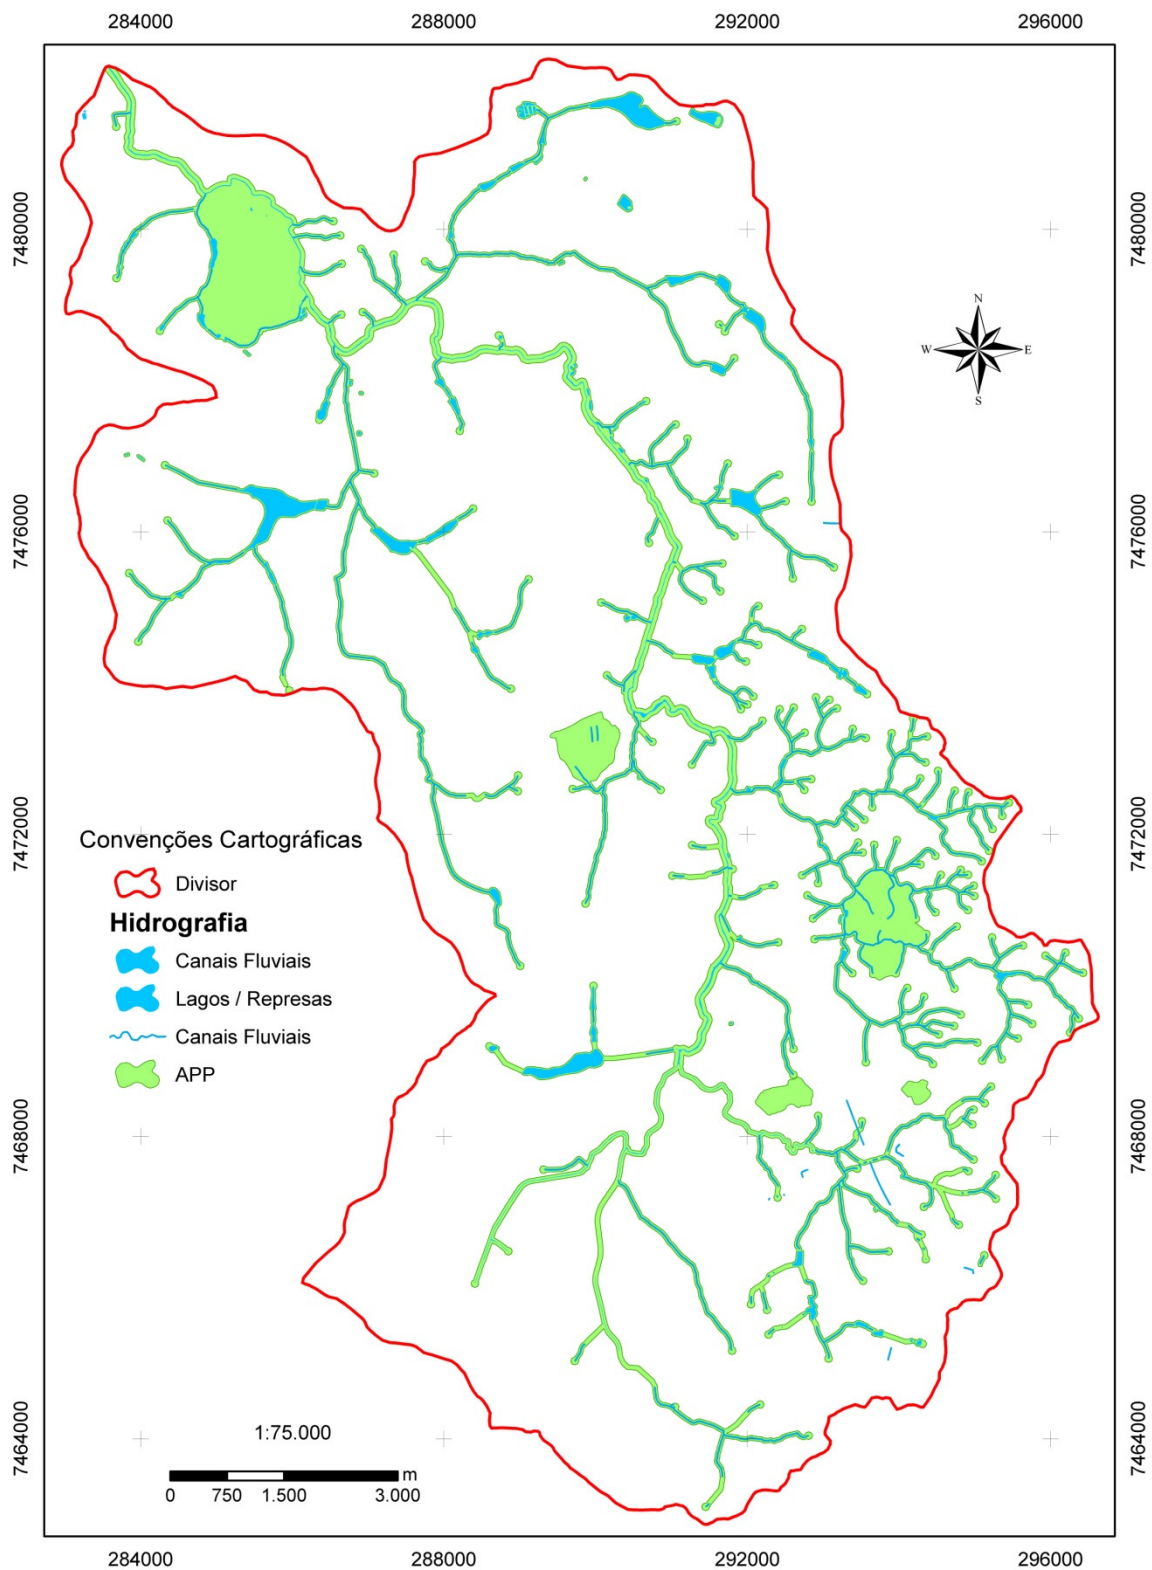 284000 288000 292000 296000
7480000 7480000
N
W E
S
7476000 7476000
7472000 7472000
Convenções Cartográficas
Divisor
Hidrografia
Canais Fluviais
Lagos / Represas
Canais Fluviais
APP
7468000 7468000
1:75.000
7464000 7464000
m
0 750 1.500 3.000
284000 288000 292000 296000